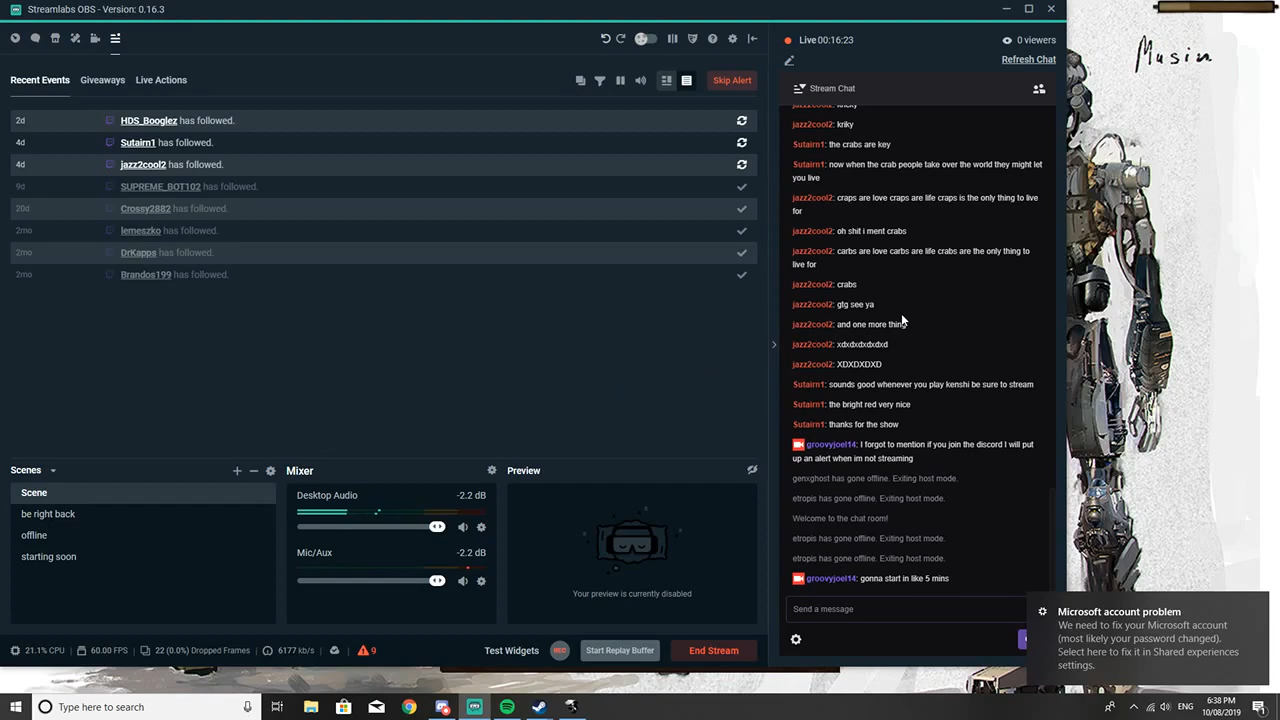 Streamlabs OBS - Version: 0.16.3
Recent Events
Giveaways
Live Actions
Skip Alert
2d
HDS_Googlez has followed.
4d
Sutairn1 has followed.
4d
jazz2cool2 has followed.
9d
SUPREME_BOT102 has followed.
20d
Crossy2882 has followed.
2mo
lemeszko has followed.
2mo
has followed.
2mo
Brandos199 has followed.
Live 00:16:23
0 viewers
Refresh Chat
Stream Chat
jazz2cool2: kriky
Sutairn1: the crabs are key
Sutairn1: now when the crab people take over the world they might let
you live
jazz2cool2: craps are love craps are life craps is the only thing to live
for
jazz2cool2: oh shit i ment crabs
jazz2cool2: carbs are love carbs are life crabs are the only thing to
live for
jazz2cool2: crabs
jazz2cool2: gtg see ya
jazz2cool2: and one more thing
jazz2cool2: xdxdxdxdxdxd
jazz2cool2: XDXDXDXD
Sutairn1: sounds good whenever you play kenshi be sure to stream
Sutairn1: the bright red very nice
Sutairn1: thanks for the show
groovyjoel14: I forgot to mention if you join the discord I will put
up an alert when im not streaming
genxghost has gone offline. Exiting host mode.
etropis has gone offline. Exiting host mode.
Welcome to the chat room!
etropis has gone offline. Exiting host mode.
etropis has gone offline. Exiting host mode.
groovyjoel14: gonna start in like 5 mins
Send a message
Scenes
Scene
be right back
offline
starting soon
Mixer
Desktop Audio
-2.2 dB
Mic/Aux
-2.2 dB
Preview
Your preview is currently disabled
21.1% CPU
60.00 FPS
22 (0.0%) Dropped Frames
6177 kb/s
9
Test Widgets
REC
Start Replay Buffer
End Stream
Musin
Microsoft account problem
We need to fix your Microsoft account
(most likely your password changed).
Select here to fix it in Shared experiences
settings.
Type here to search
ENG
6:38 PM
10/08/2019
1